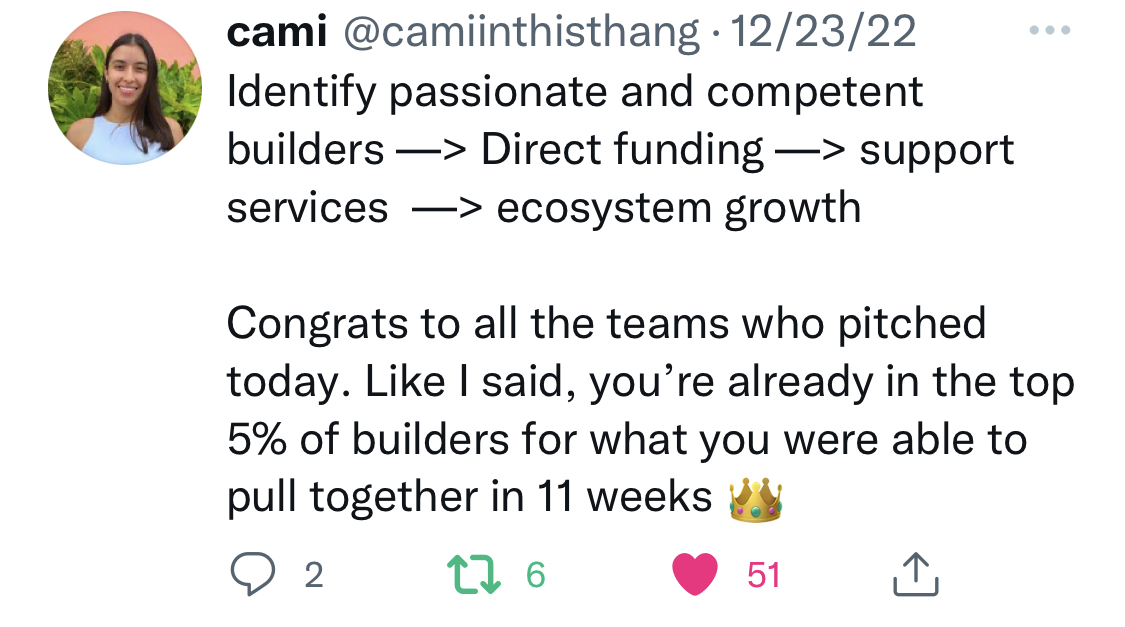 cami @camiinthisthang · 12/23/22
Identify passionate and competent
builders —> Direct funding —> support
services  —> ecosystem growth
Congrats to all the teams who pitched
today. Like I said, you’re already in the top
5% of builders for what you were able to
pull together in 11 weeks 👑
2 6 51